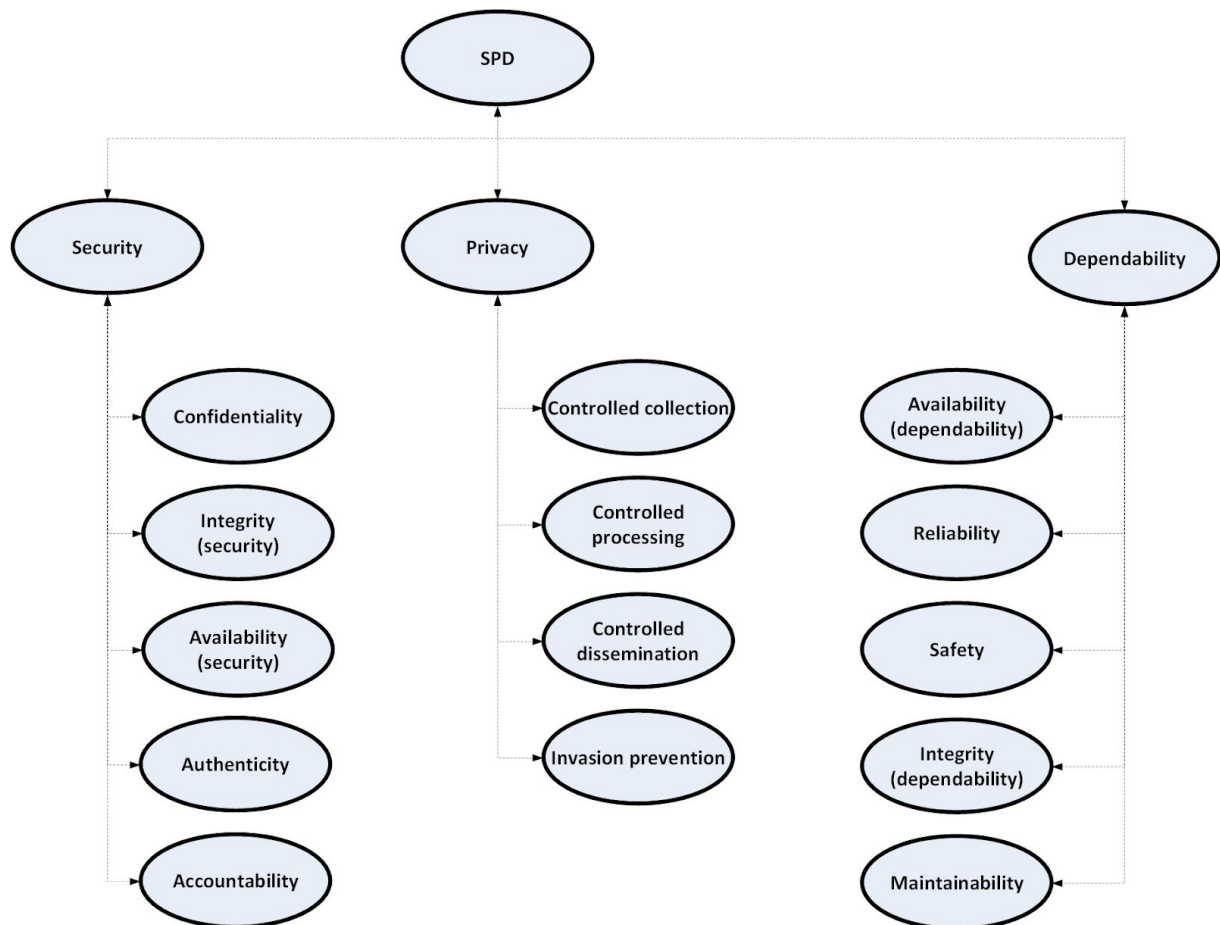 SPD
Security
Privacy
Dependability
Confidentiality
Integrity
(security)
Availability
(security)
Authenticity
Accountability
Controlled collection
Controlled
processing
Controlled
dissemination
Invasion prevention
Availability
(dependability)
Reliability
Safety
Integrity
(dependability)
Maintainability